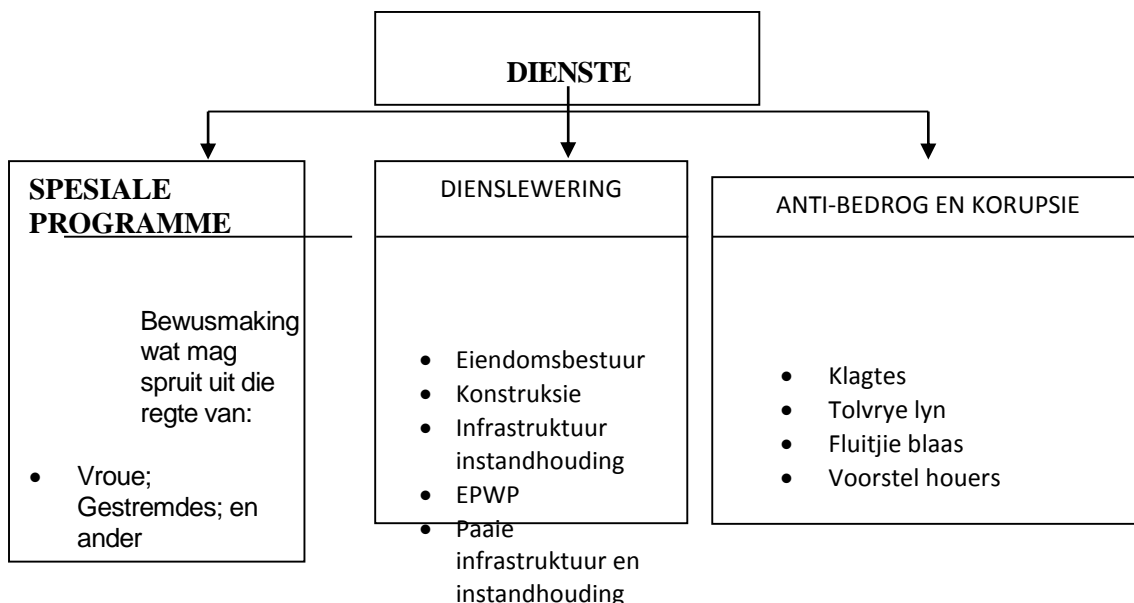 DIENSTE
SPESIALE
PROGRAMME
Bewusmaking
wat mag
spruit uit die
regte van:
• Vroue;
Gestremdes; en
ander
DIENSLEWERING
• Eiendomsbestuur
• Konstruksie
• Infrastruktuur
instandhouding
• EPWP
• Paaie
infrastruktuur en
instandhouding
ANTI-BEDROG EN KORUPSIE
• Klagtes
• Tolvrye lyn
• Fluitjie blaas
• Voorstel houers